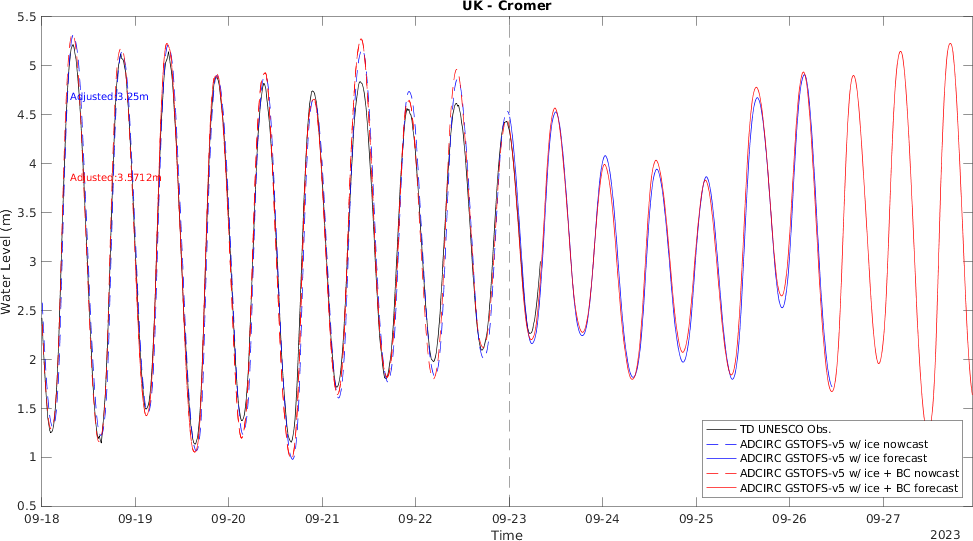 UK - Cromer
5.5
5
4.5
4
3.5
3
2.5
2
1.5
1
0.5
Water Level (m)
Adjusted:3.25m
Adjusted:3.5712m
TD UNESCO Obs.
ADCIRC GSTOFS-v5 w/ ice nowcast
ADCIRC GSTOFS-v5 w/ ice forecast
ADCIRC GSTOFS-v5 w/ ice + BC nowcast
ADCIRC GSTOFS-v5 w/ ice + BC forecast
09-18 09-19 09-20 09-21 09-22 09-23 09-24 09-25 09-26 09-27
Time
2023